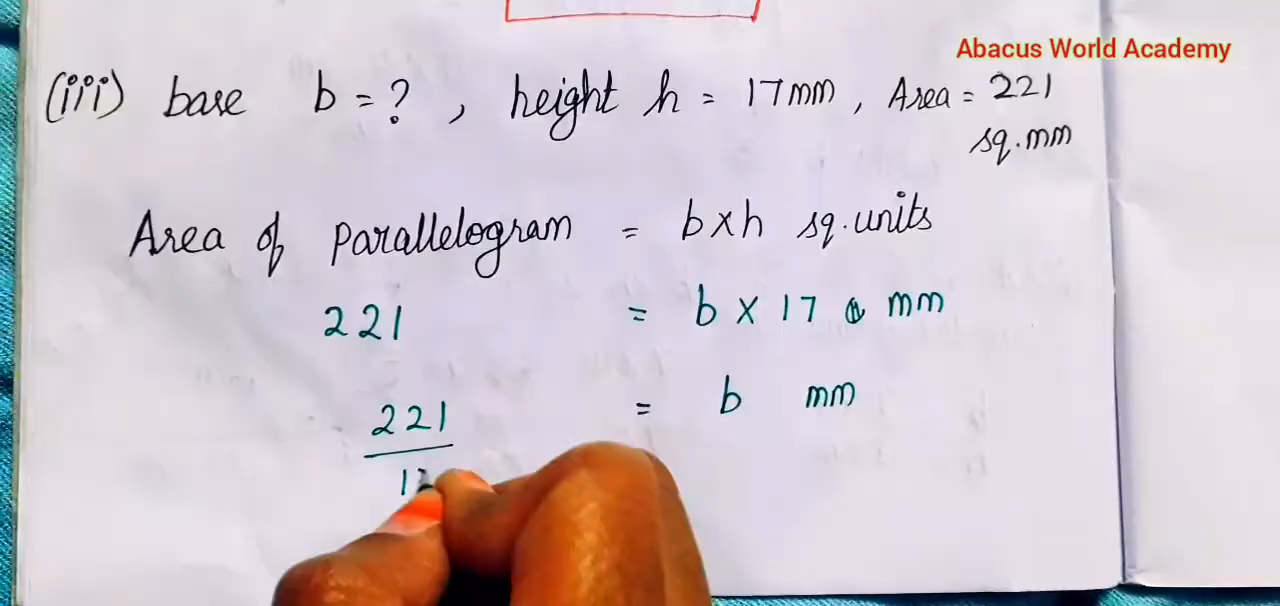 Abacus World Academy
(iii) base b = ? , height h = 17mm , Area = 221
sq.mm
Area of parallelogram = b×h sq.units
221 = b × 17 mm
221 = b mm